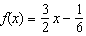 f(x) = 3/2 x - 1/6